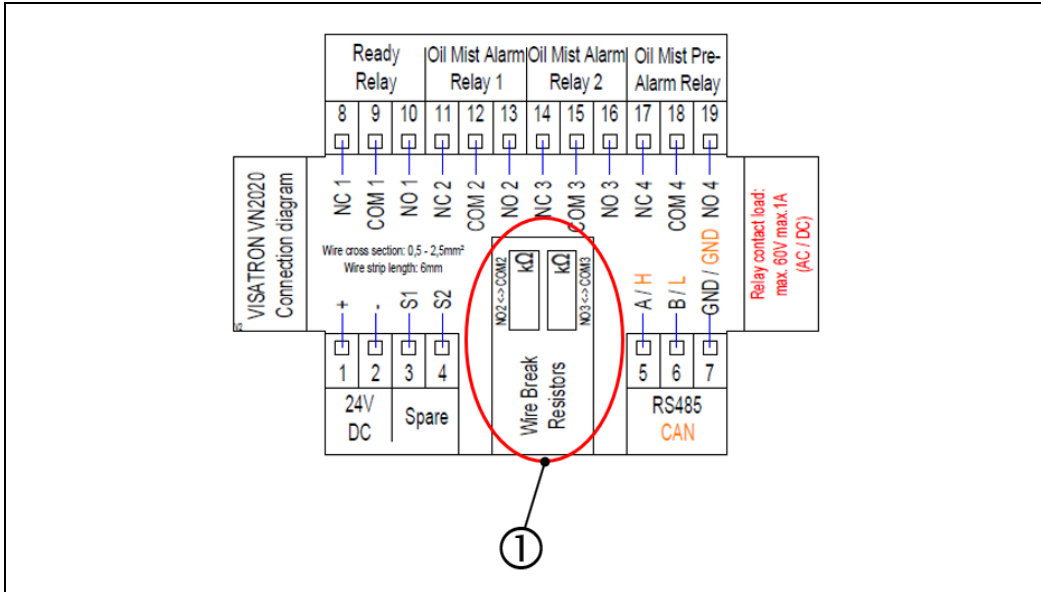 Ready
Relay
Oil Mist Alarm
Relay 1
Oil Mist Alarm
Relay 2
Oil Mist Pre-
Alarm Relay
8 9 10 11 12 13 14 15 16 17 18 19
NC 1
COM 1
NO 1
NC 2
COM 2
NO 2
NC 3
COM 3
NO 3
NC 4
COM 4
NO 4
VISATRON VN2020
Connection diagram
V2
Wire cross section: 0,5 - 2,5mm²
Wire strip length: 6mm
+
-
S1
S2
NO2 <-> COM2
kΩ
kΩ
NO3 <-> COM3
Wire Break
Resistors
A / H
B / L
GND / GND
Relay contact load:
max. 60V max.1A
(AC / DC)
1 2 3 4 5 6 7
24V
DC
Spare
RS485
CAN
①